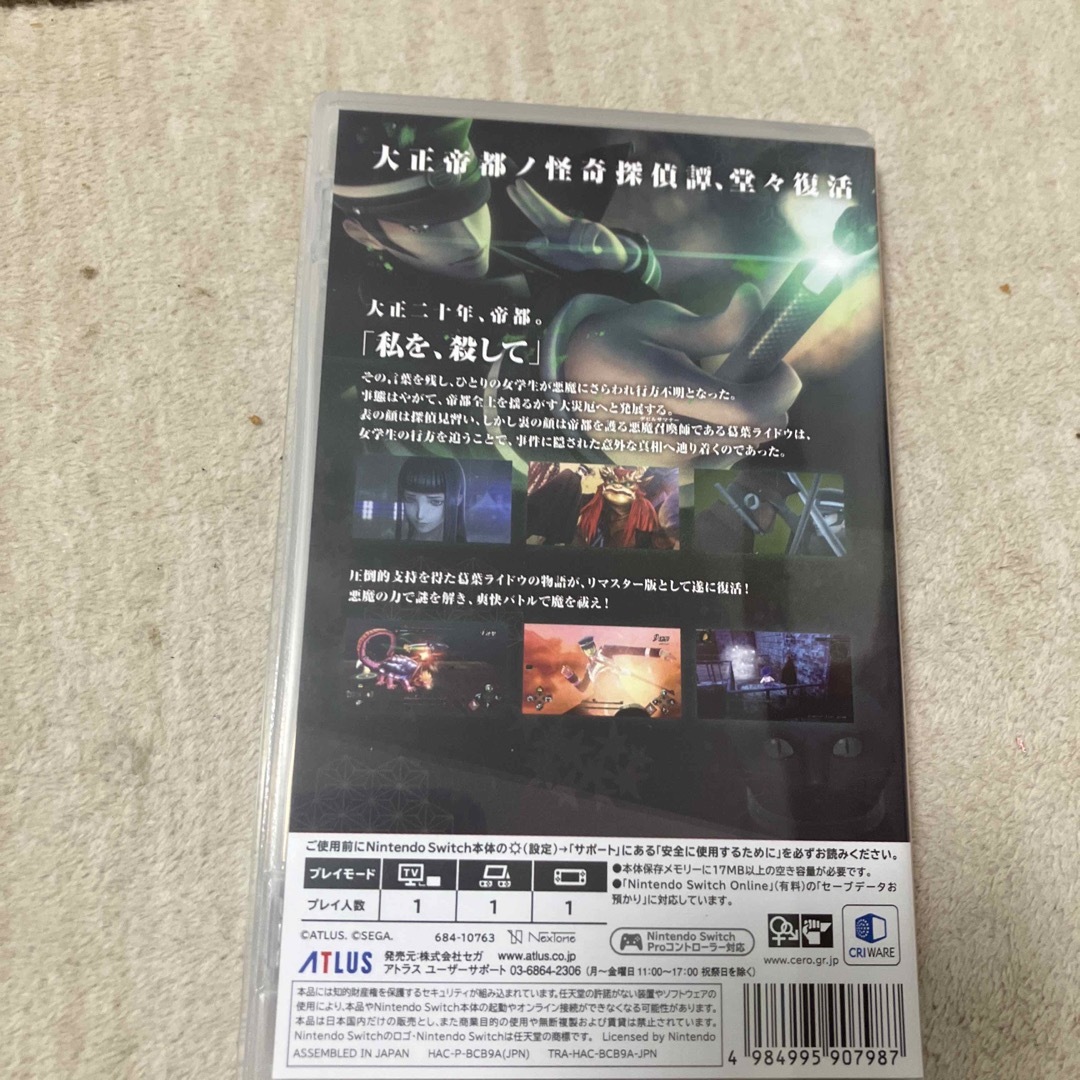 大正帝都ノ怪奇探偵譚、堂々復活
大正二十年、帝都。
「私を、殺して」
その言葉を残し、ひとりの女学生が悪魔にさらわれ行方不明となった。
事態はやがて、帝都全土を揺るがす大災厄へと発展する。
デビルサマナー
表の顔は探偵見習い、しかし裏の顔は帝都を護る悪魔召喚師である葛葉ライドウは、
女学生の行方を追うことで、事件に隠された意外な真相へ辿り着くのであった。
圧倒的支持を得た葛葉ライドウの物語が、リマスター版として遂に復活！
悪魔の力で謎を解き、爽快バトルで魔を祓え！
ご使用前にNintendo Switch本体の(設定)→「サポート」にある「安全に使用するために」を必ずお読みください。
プレイモード TV
プレイ人数 1 1 1
●本体保存メモリーに17MB以上の空き容量が必要です。
●「Nintendo Switch Online」(有料)の「セーブデータお
預かり」に対応しています。
©ATLUS. ©SEGA. 684-10763 NexTone
Nintendo Switch
Proコントローラー対応
www.cero.gr.jp
CRIWARE
ATLUS
発売元:株式会社セガ www.atlus.co.jp
アトラス ユーザーサポート 03-6864-2306 (月～金曜日 11:00～17:00 祝祭日を除く)
本品には知的財産権を保護するセキュリティが組み込まれています。任天堂の許諾がない装置やソフトウェアの
使用により、本品やNintendo Switch本体の起動やオンライン接続ができなくなる可能性があります。
本品は日本国内だけの販売とし、また商業目的の使用や無断複製および賃貸は禁止されています。
Nintendo Switchのロゴ・Nintendo Switchは任天堂の商標です。 Licensed by Nintendo
ASSEMBLED IN JAPAN HAC-P-BCB9A(JPN) TRA-HAC-BCB9A-JPN
4 984995 907987